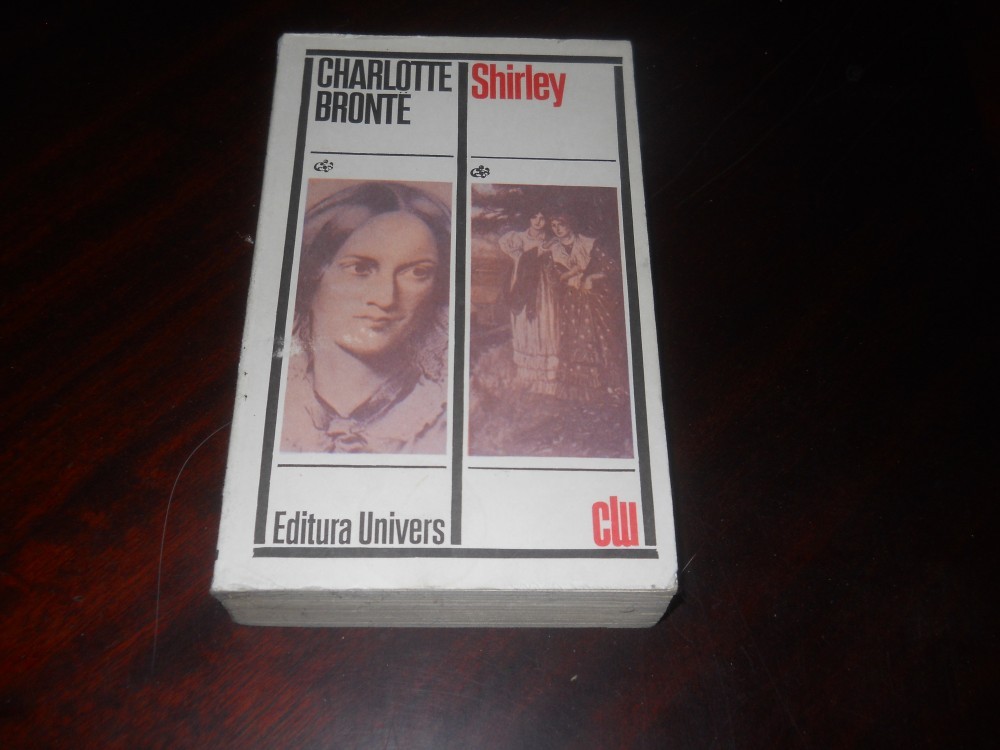 CHARLOTTE
BRONTË
Shirley
Editura Univers
clu